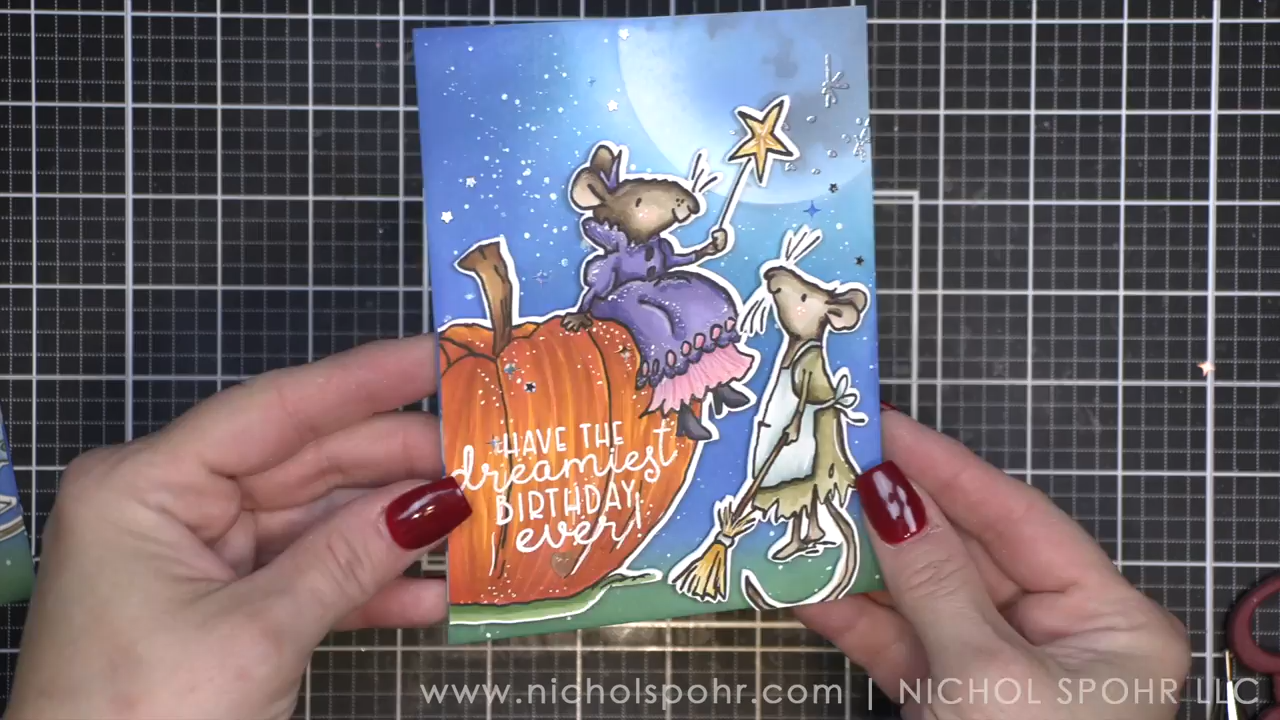 HAVE THE
dreamiest
BIRTHDAY
ever!
www.nicholspohr.com | NICHOL SPOHR LLC